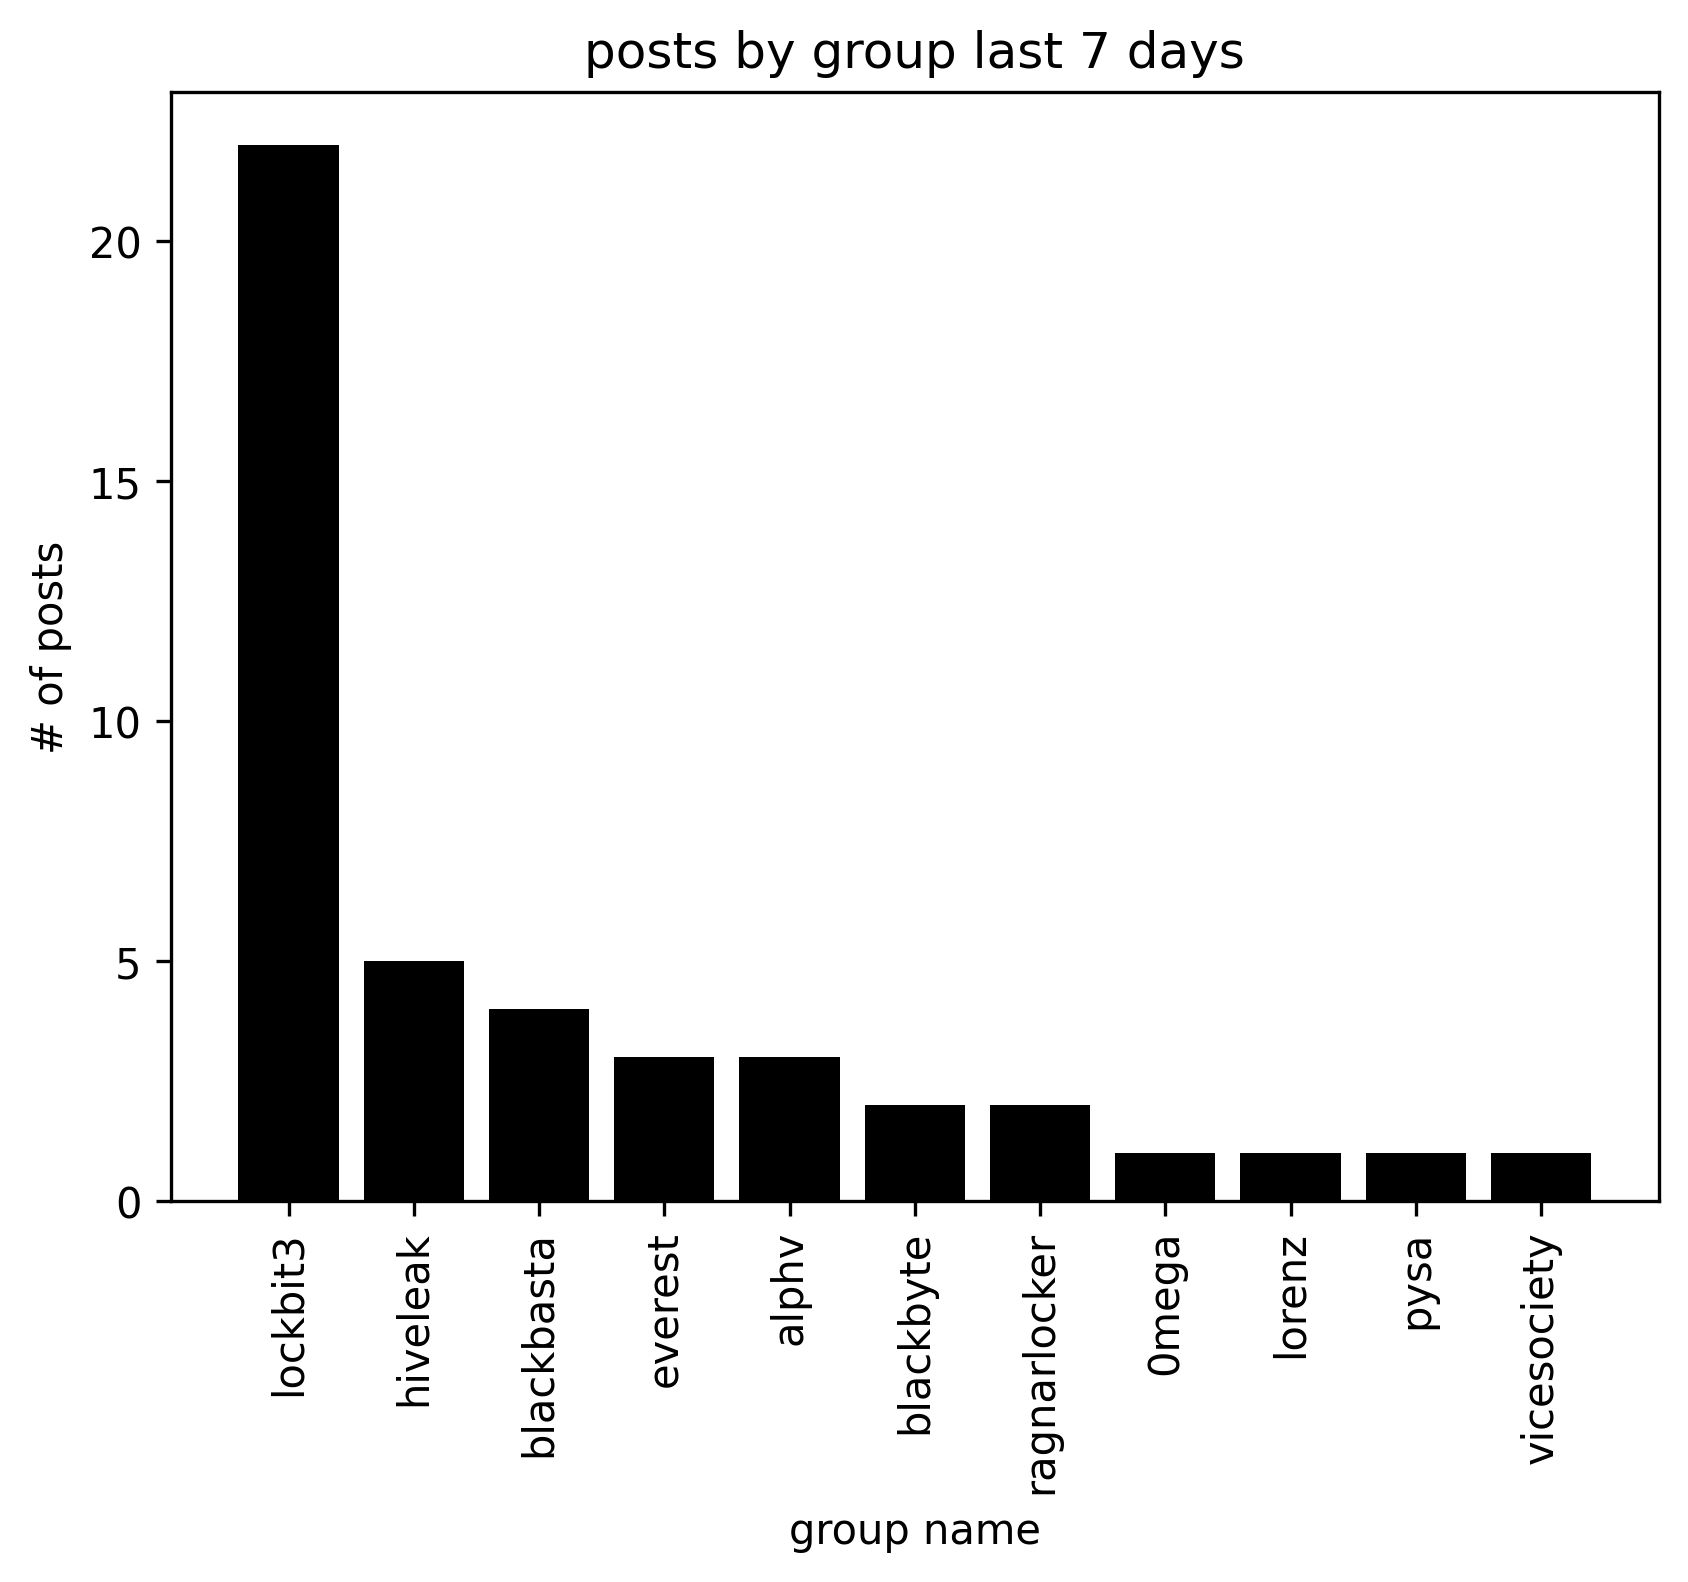 posts by group last 7 days
# of posts
20
15
10
5
0
lockbit3
hiveleak
blackbasta
everest
alphv
blackbyte
ragnarlocker
0mega
lorenz
pysa
vicesociety
group name